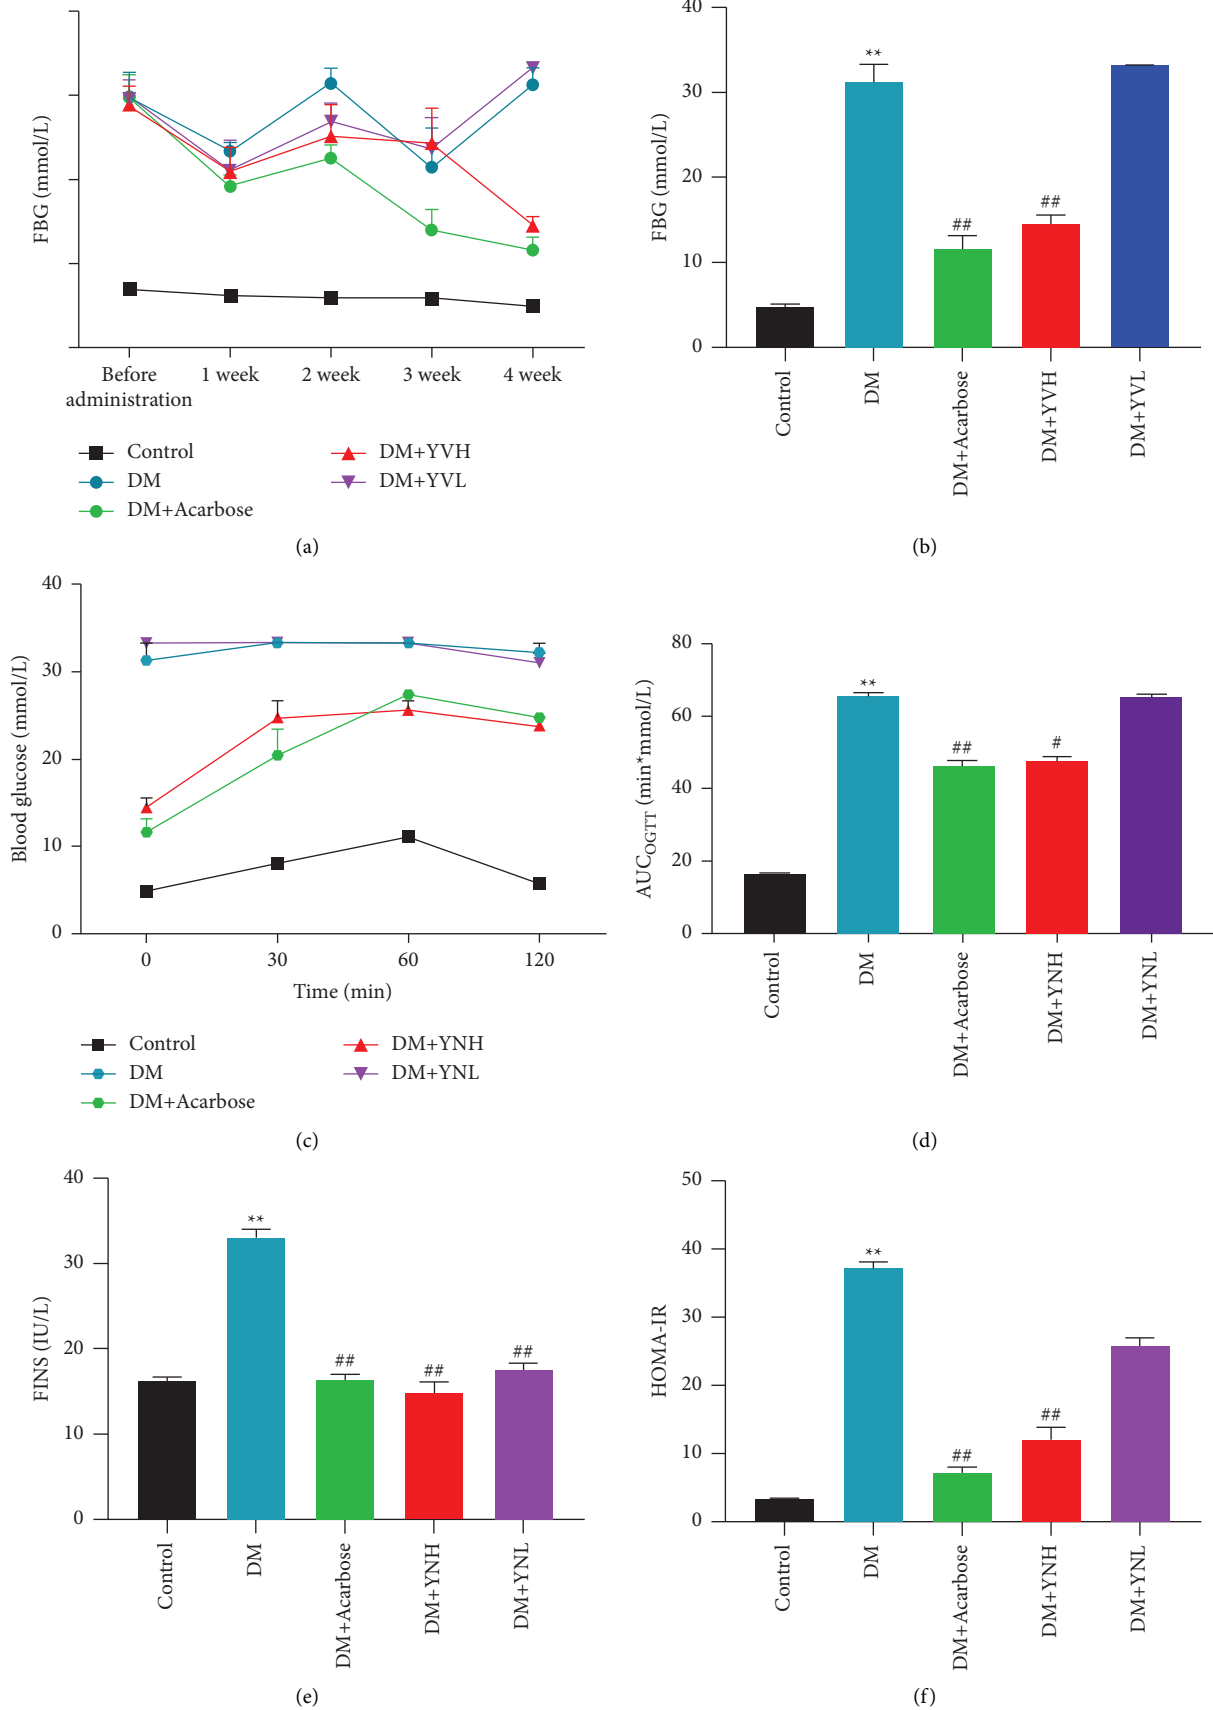 FBG (mmol/L)
Before
administration
1 week
2 week
3 week
4 week
Control
DM
DM+Acarbose
DM+YVH
DM+YVL
(a)
40
30
20
10
0
FBG (mmol/L)
**
##
##
Control
DM
DM+Acarbose
DM+YVH
DM+YVL
(b)
40
30
20
10
0
Blood glucose (mmol/L)
0
30
60
120
Time (min)
Control
DM
DM+Acarbose
DM+YNH
DM+YNL
(c)
80
60
40
20
0
AUCOGTT (min*mmol/L)
**
##
#
Control
DM
DM+Acarbose
DM+YNH
DM+YNL
(d)
40
30
20
10
0
FINS (IU/L)
**
##
##
##
Control
DM
DM+Acarbose
DM+YNH
DM+YNL
(e)
50
40
30
20
10
0
HOMA-IR
**
##
##
Control
DM
DM+Acarbose
DM+YNH
DM+YNL
(f)